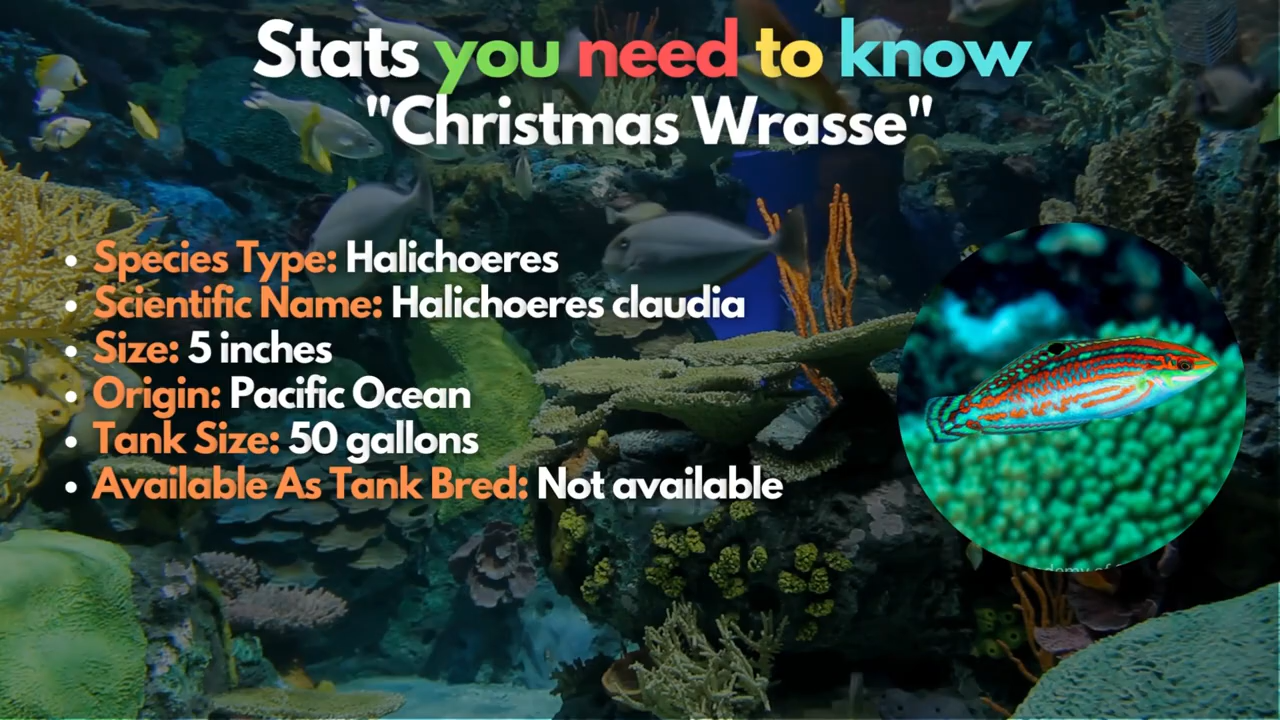 Stats you need to know
"Christmas Wrasse"
• Species Type: Halichoeres
• Scientific Name: Halichoeres claudia
• Size: 5 inches
• Origin: Pacific Ocean
• Tank Size: 50 gallons
• Available As Tank Bred: Not available